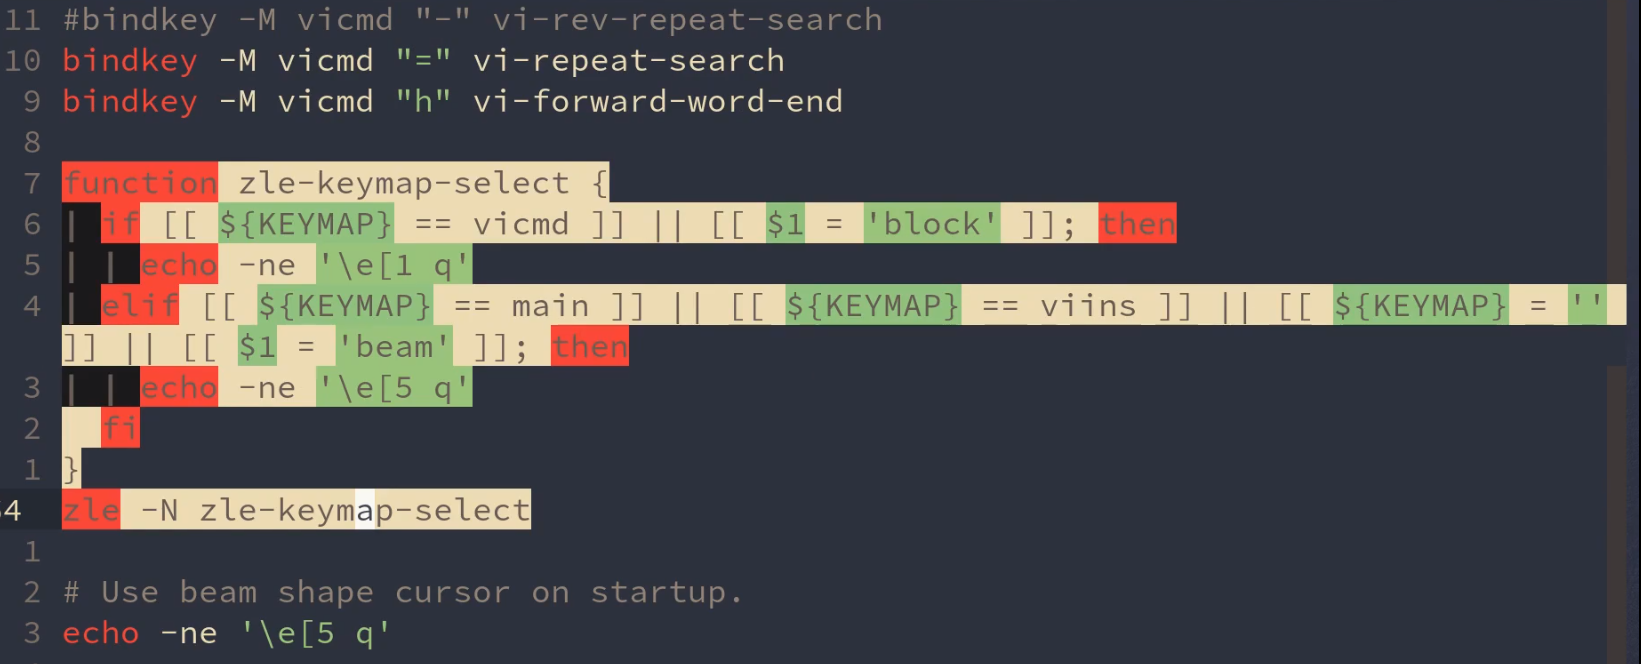 11 #bindkey -M vicmd "-" vi-rev-repeat-search
10 bindkey -M vicmd "=" vi-repeat-search
9 bindkey -M vicmd "h" vi-forward-word-end
8
7 function zle-keymap-select {
6 | if [[ ${KEYMAP} == vicmd ]] || [[ $1 = 'block' ]]; then
5 | | echo -ne '\e[1 q'
4 | elif [[ ${KEYMAP} == main ]] || [[ ${KEYMAP} == viins ]] || [[ ${KEYMAP} = ''
]] || [[ $1 = 'beam' ]]; then
3 | | echo -ne '\e[5 q'
2 fi
1 }
4 zle -N zle-keymap-select
1
2 # Use beam shape cursor on startup.
3 echo -ne '\e[5 q'